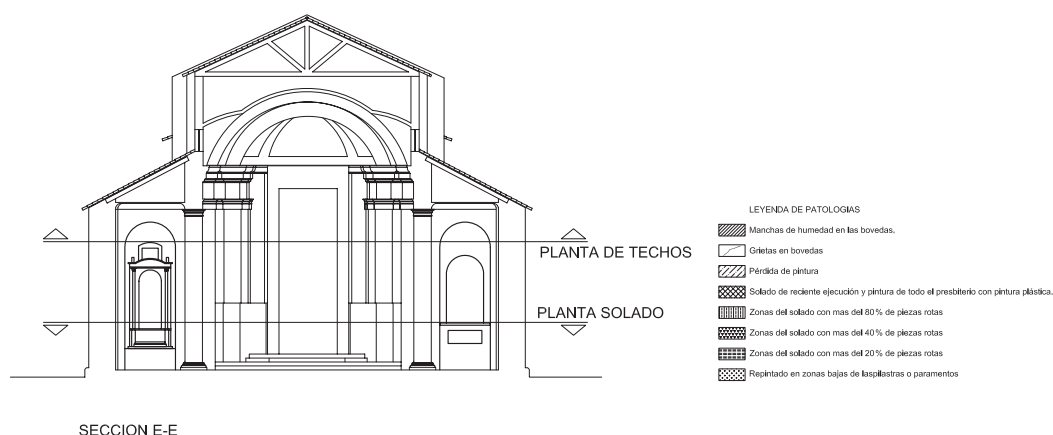 PLANTA DE TECHOS
PLANTA SOLADO
SECCION E-E
LEYENDA DE PATOLOGIAS
Manchas de humedad en las bovedas.
Grietas en bovedas
Pérdida de pintura
Solado de reciente ejecución y pintura de todo el presbiterio con pintura plástica.
Zonas del solado con mas del 80% de piezas rotas
Zonas del solado con mas del 40% de piezas rotas
Zonas del solado con mas del 20% de piezas rotas
Repintado en zonas bajas de laspilastras o paramentos